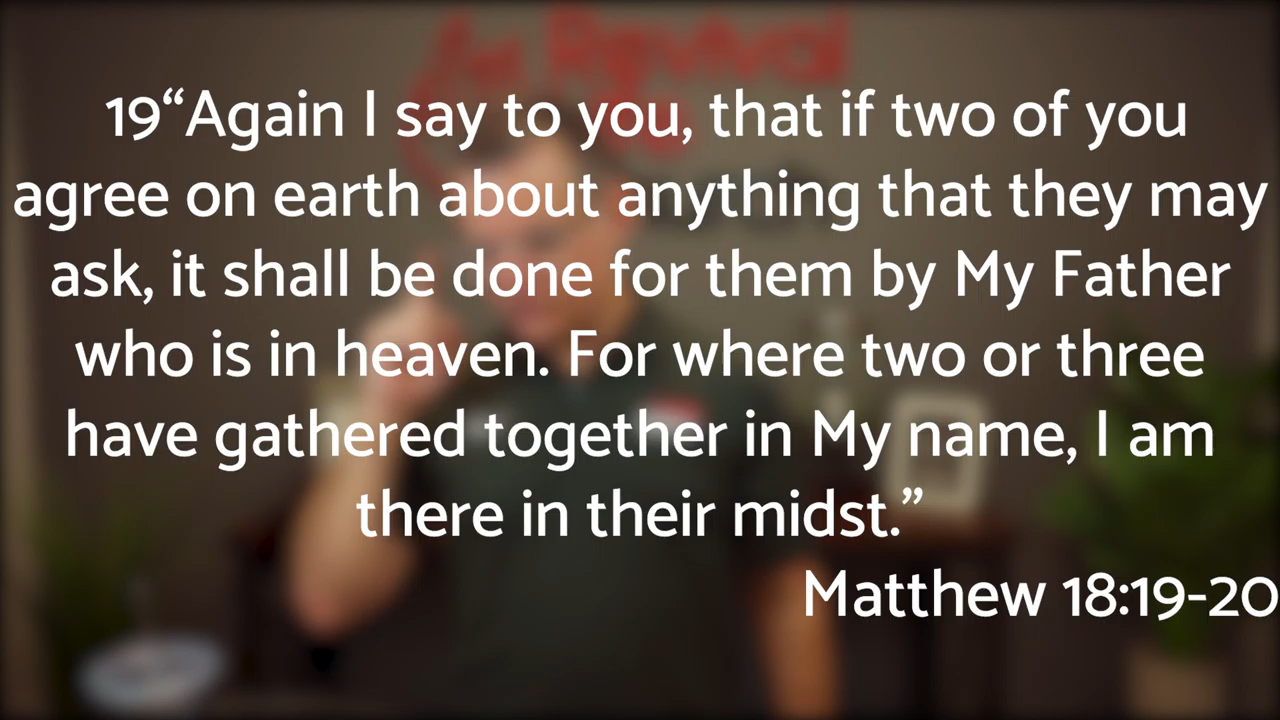 Revival
19“Again I say to you, that if two of you
agree on earth about anything that they may
ask, it shall be done for them by My Father
who is in heaven. For where two or three
have gathered together in My name, I am
there in their midst.”
Matthew 18:19-20